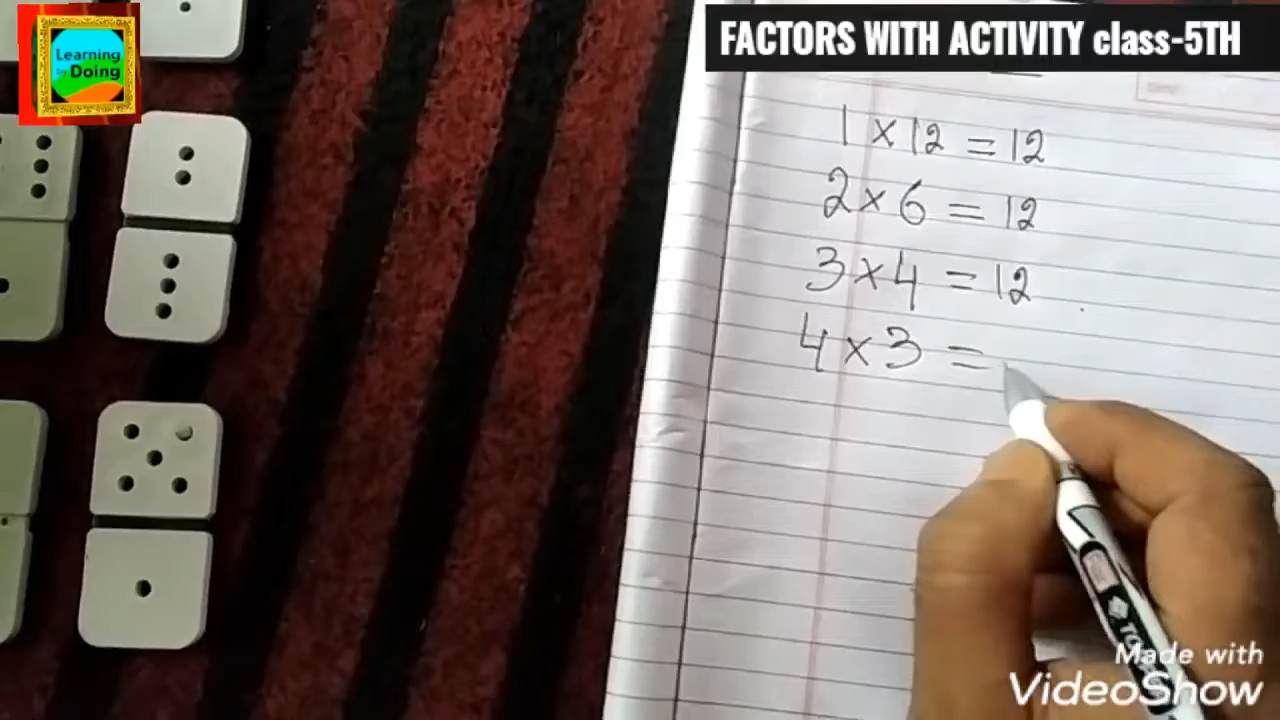 Learning
by Doing
FACTORS WITH ACTIVITY class-5TH
1 × 12 = 12
2 × 6 = 12
3 × 4 = 12
4 × 3 =
Made with
VideoShow